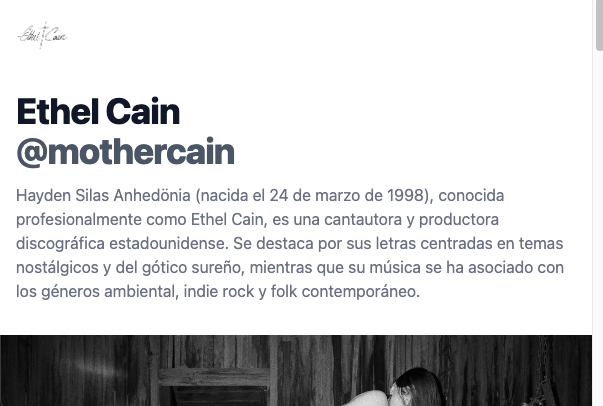 Ethel Cain
Ethel Cain
@mothercain
Hayden Silas Anhedönia (nacida el 24 de marzo de 1998), conocida
profesionalmente como Ethel Cain, es una cantautora y productora
discográfica estadounidense. Se destaca por sus letras centradas en temas
nostálgicos y del gótico sureño, mientras que su música se ha asociado con
los géneros ambiental, indie rock y folk contemporáneo.